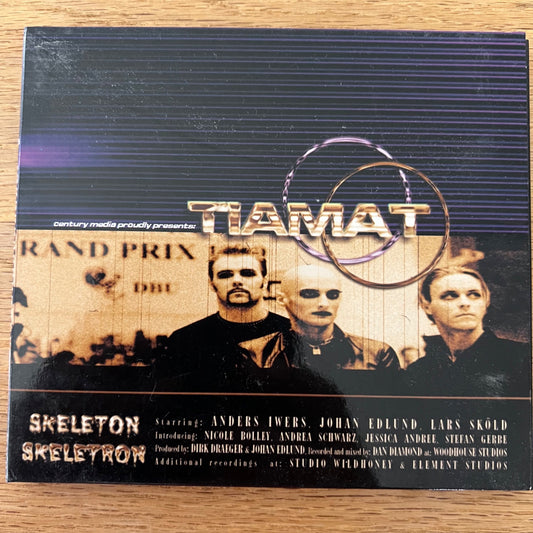 century media proudly presents:
TIAMAT
RAND PRIX
DBU
SKELETON
SKELETRON
Starring: ANDERS IWERS, JOHAN EDLUND, LARS SKÖLD
Introducing: NICOLE BOLLEY, ANDREA SCHWARZ, JESSICA ANDREE, STEFAN GERBE
Produced by: DIRK DRAEGER & JOHAN EDLUND, Recorded and mixed by: DAN DIAMOND at: WOODHOUSE STUDIOS
Additional recordings at: STUDIO WILDHONEY & ELEMENT STUDIOS